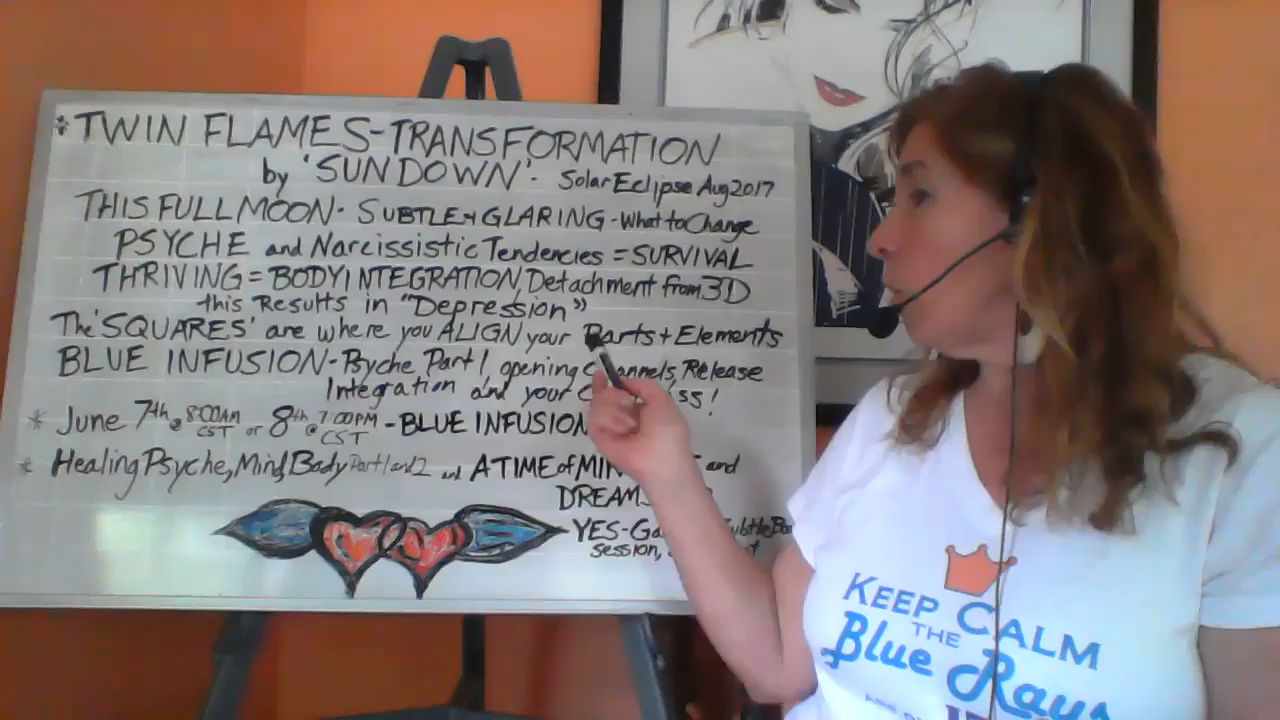 * TWIN FLAMES-TRANSFORMATION
by 'SUNDOWN'. Solar Eclipse Aug 2017
THIS FULL MOON. SUBTLE + GLARING - What to Change
PSYCHE and Narcissistic Tendencies = SURVIVAL
THRIVING = BODY INTEGRATION, Detachment from 3D
this Results in "Depression"
The 'SQUARES' are where you ALIGN your Parts + Elements
BLUE INFUSION - Psyche Part 1, opening Channels, Release
Integration and your
* June 7th @ 8:00AM CST or 8th @ 7:00PM CST - BLUE INFUSION
* Healing Psyche, Mind Body Part 1 and 2 and A TIME of and
DREAM
YES-
session,
KEEP CALM
THE
Blue Rays